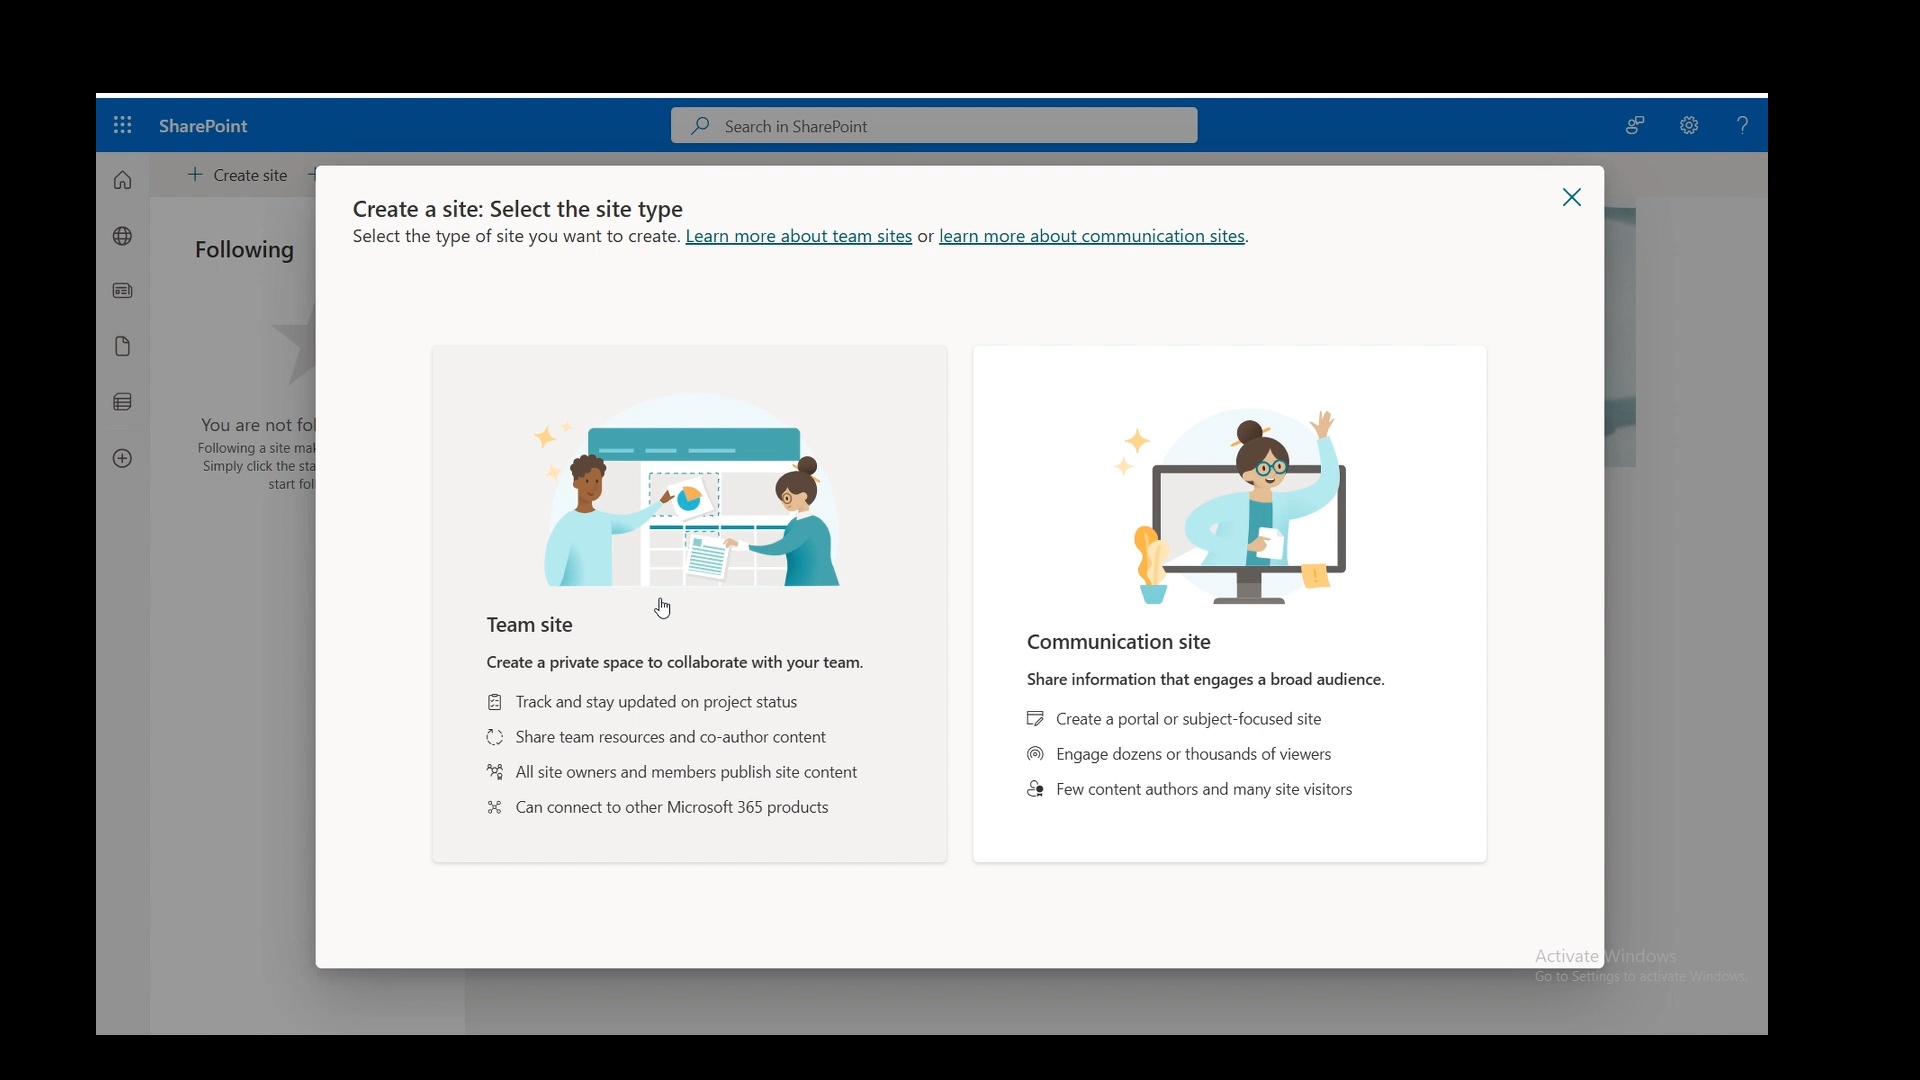 SharePoint
Search in SharePoint
Create site
Following
You are not fol
Following a site mak
Simply click the sta
start foll
Create a site: Select the site type
Select the type of site you want to create. Learn more about team sites or learn more about communication sites.
Team site
Create a private space to collaborate with your team.
Track and stay updated on project status
Share team resources and co-author content
All site owners and members publish site content
Can connect to other Microsoft 365 products
Communication site
Share information that engages a broad audience.
Create a portal or subject-focused site
Engage dozens or thousands of viewers
Few content authors and many site visitors
Activate Windows
Go to Settings to activate Windows.